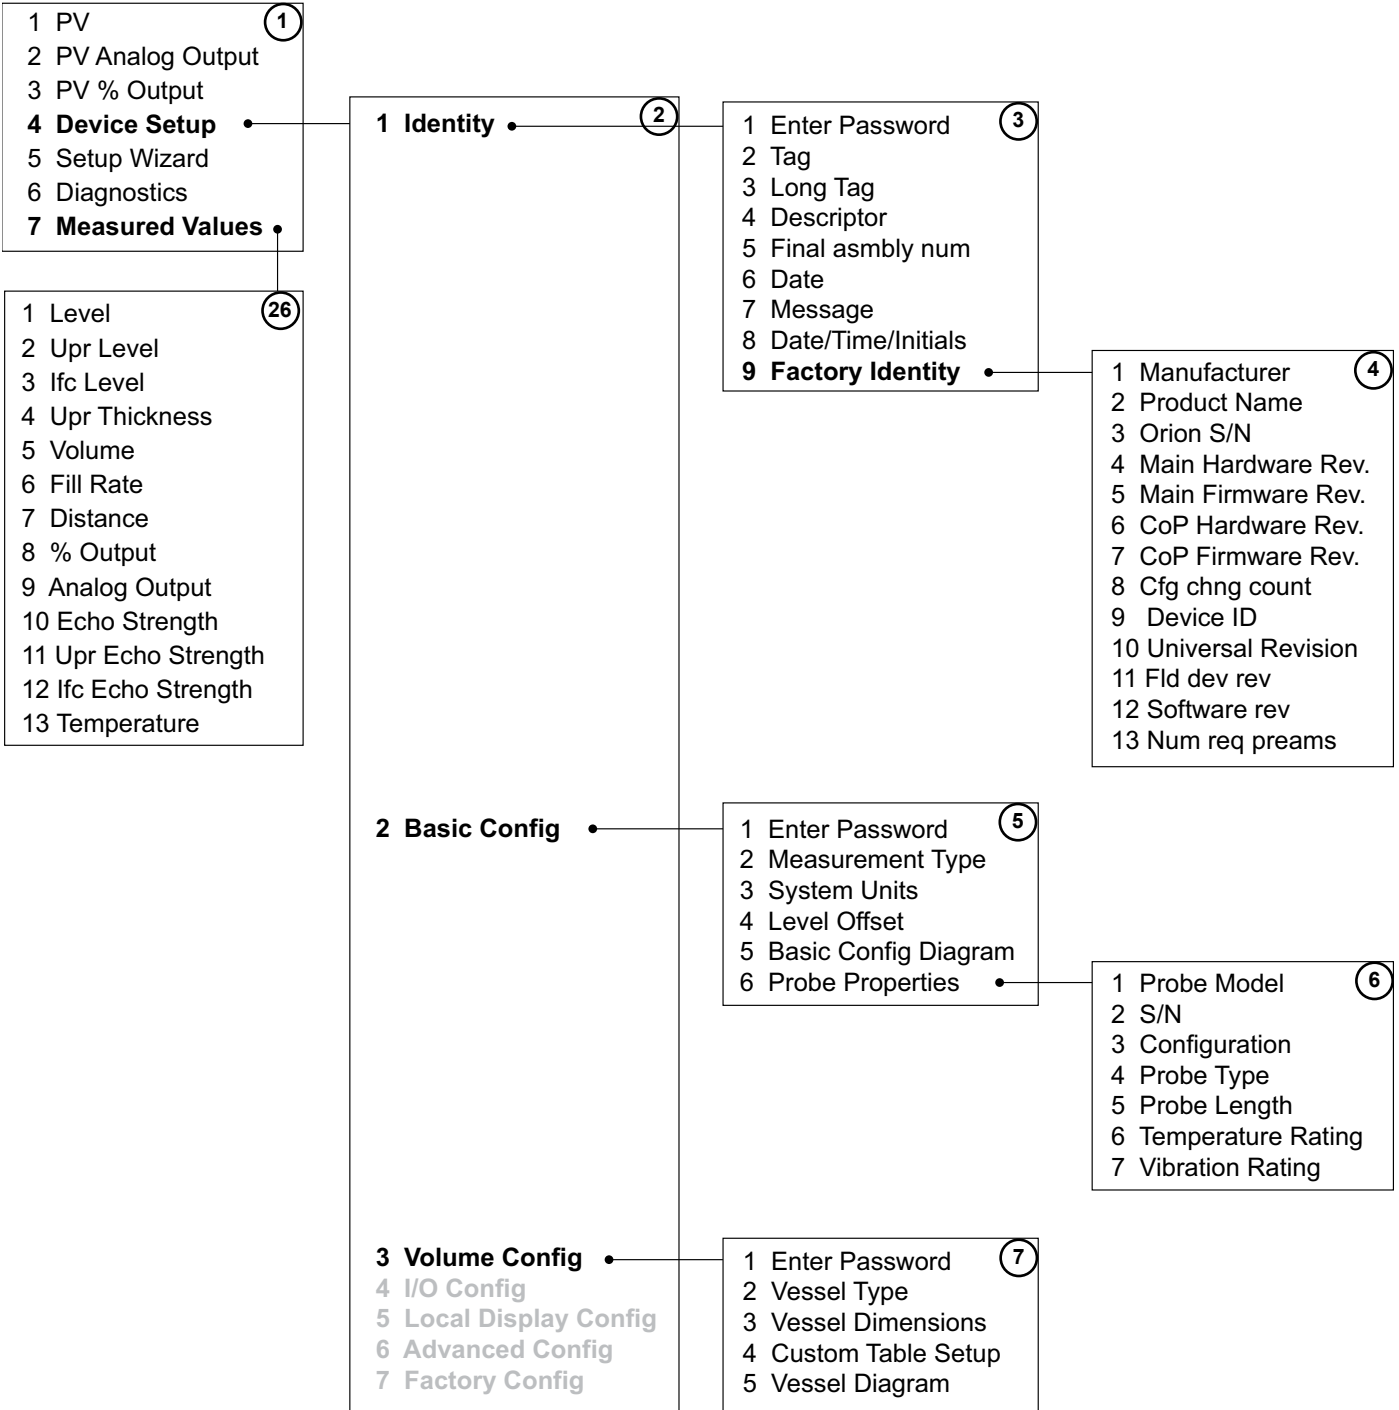 1
1 PV
2 PV Analog Output
3 PV % Output
4 Device Setup
5 Setup Wizard
6 Diagnostics
7 Measured Values
26
1 Level
2 Upr Level
3 Ifc Level
4 Upr Thickness
5 Volume
6 Fill Rate
7 Distance
8 % Output
9 Analog Output
10 Echo Strength
11 Upr Echo Strength
12 Ifc Echo Strength
13 Temperature
2
1 Identity
2 Basic Config
3 Volume Config
4 I/O Config
5 Local Display Config
6 Advanced Config
7 Factory Config
3
1 Enter Password
2 Tag
3 Long Tag
4 Descriptor
5 Final asmbly num
6 Date
7 Message
8 Date/Time/Initials
9 Factory Identity
4
1 Manufacturer
2 Product Name
3 Orion S/N
4 Main Hardware Rev.
5 Main Firmware Rev.
6 CoP Hardware Rev.
7 CoP Firmware Rev.
8 Cfg chng count
9 Device ID
10 Universal Revision
11 Fld dev rev
12 Software rev
13 Num req preams
5
1 Enter Password
2 Measurement Type
3 System Units
4 Level Offset
5 Basic Config Diagram
6 Probe Properties
6
1 Probe Model
2 S/N
3 Configuration
4 Probe Type
5 Probe Length
6 Temperature Rating
7 Vibration Rating
7
1 Enter Password
2 Vessel Type
3 Vessel Dimensions
4 Custom Table Setup
5 Vessel Diagram